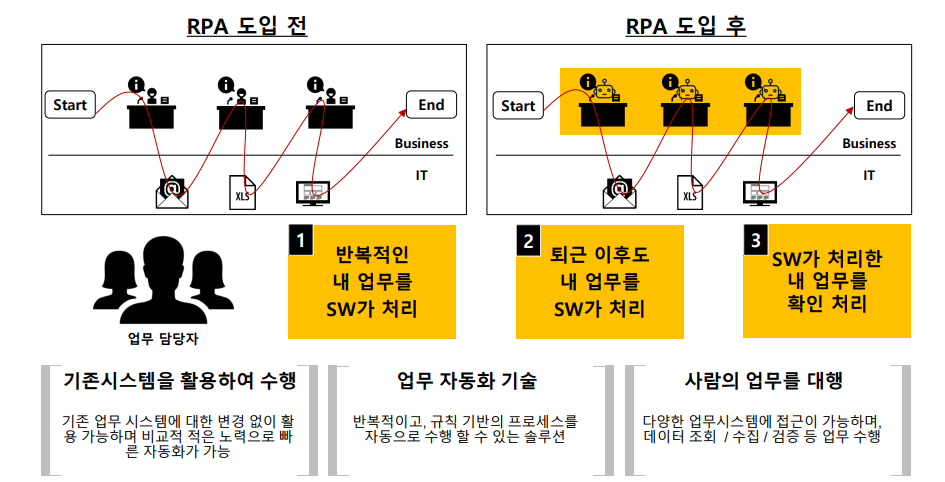 RPA 도입 전
RPA 도입 후
Start
End
Business
IT
XLS
Start
End
Business
IT
XLS
업무 담당자
1
반복적인
내 업무를
SW가 처리
2
퇴근 이후도
내 업무를
SW가 처리
3
SW가 처리한
내 업무를
확인 처리
기존시스템을 활용하여 수행
기존 업무 시스템에 대한 변경 없이 활
용 가능하며 비교적 적은 노력으로 빠
른 자동화가 가능
업무 자동화 기술
반복적이고, 규칙 기반의 프로세스를
자동으로 수행 할 수 있는 솔루션
사람의 업무를 대행
다양한 업무시스템에 접근이 가능하며,
데이터 조회 / 수집 / 검증 등 업무 수행